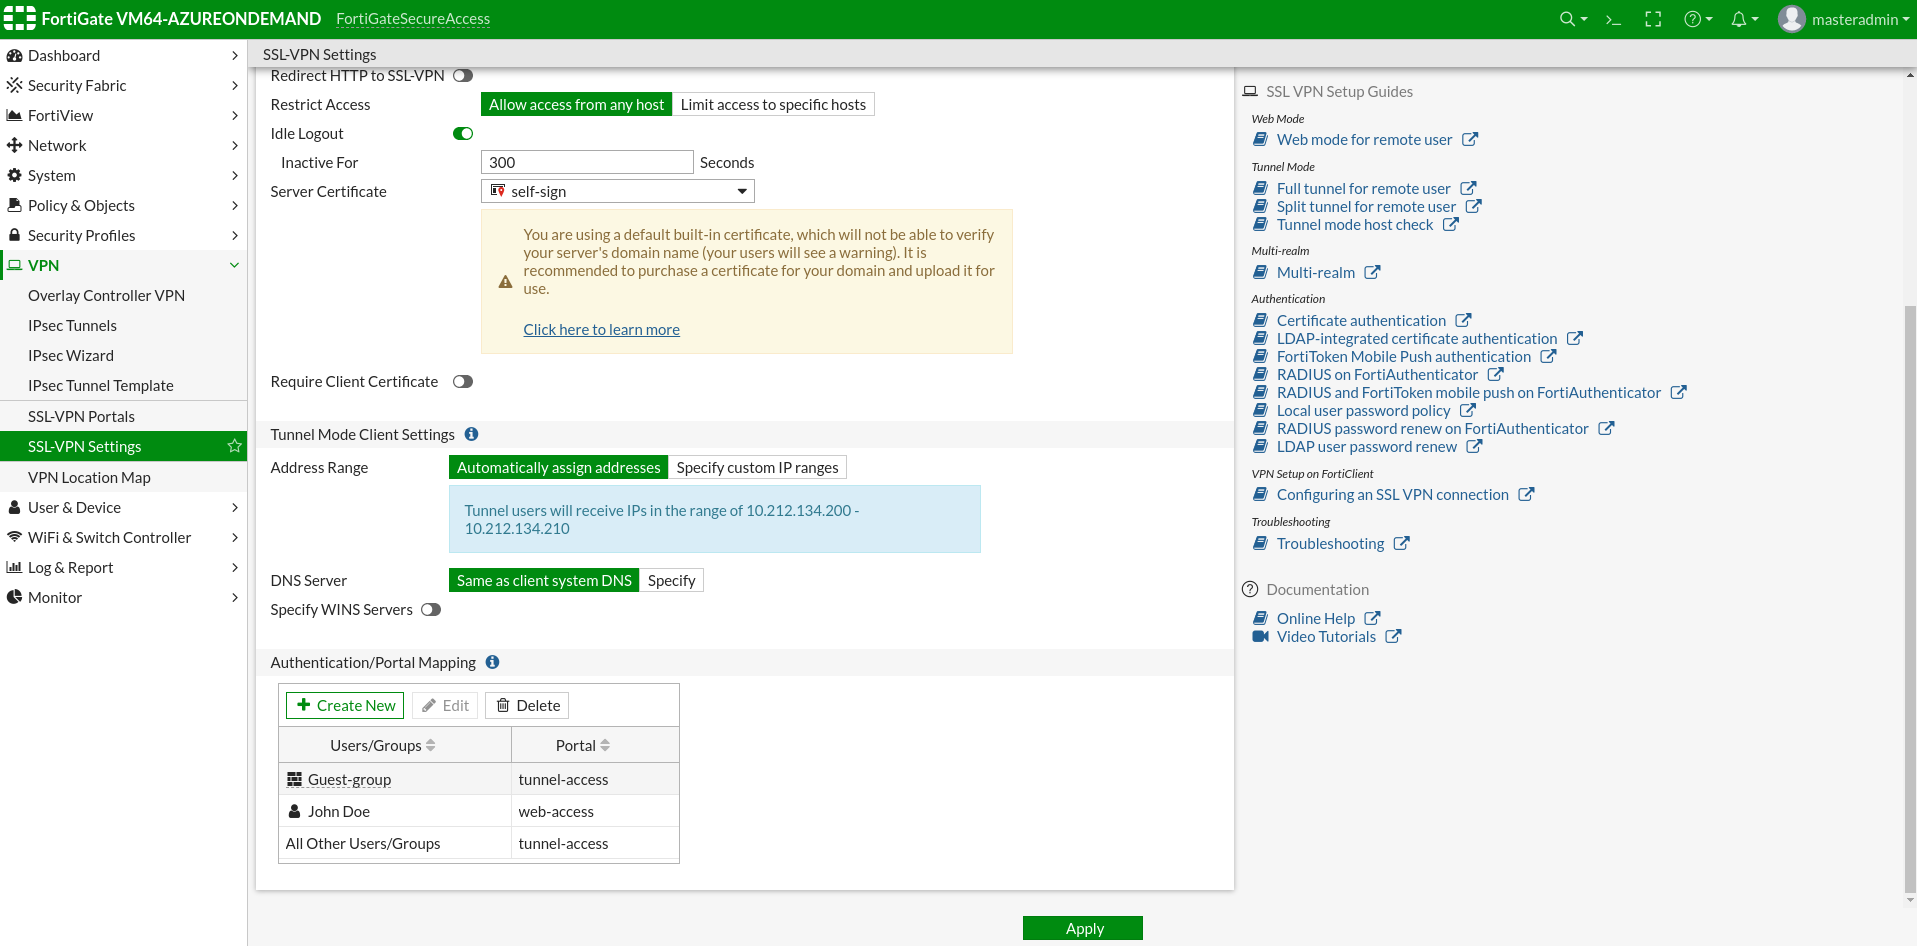 FortiGate VM64-AZUREONDEMAND
FortiGateSecureAccess
masteradmin
Dashboard
Security Fabric
FortiView
Network
System
Policy & Objects
Security Profiles
VPN
Overlay Controller VPN
IPsec Tunnels
IPsec Wizard
IPsec Tunnel Template
SSL-VPN Portals
SSL-VPN Settings
VPN Location Map
User & Device
WiFi & Switch Controller
Log & Report
Monitor
SSL-VPN Settings
Redirect HTTP to SSL-VPN
Restrict Access Allow access from any host Limit access to specific hosts
Idle Logout
Inactive For 300 Seconds
Server Certificate self-sign
You are using a default built-in certificate, which will not be able to verify
your server's domain name (your users will see a warning). It is
recommended to purchase a certificate for your domain and upload it for
use.
Click here to learn more
Require Client Certificate
Tunnel Mode Client Settings
Address Range Automatically assign addresses Specify custom IP ranges
Tunnel users will receive IPs in the range of 10.212.134.200 -
10.212.134.210
DNS Server Same as client system DNS Specify
Specify WINS Servers
Authentication/Portal Mapping
Create New Edit Delete
Users/Groups Portal
Guest-group tunnel-access
John Doe web-access
All Other Users/Groups tunnel-access
Apply
SSL VPN Setup Guides
Web Mode
Web mode for remote user
Tunnel Mode
Full tunnel for remote user
Split tunnel for remote user
Tunnel mode host check
Multi-realm
Multi-realm
Authentication
Certificate authentication
LDAP-integrated certificate authentication
FortiToken Mobile Push authentication
RADIUS on FortiAuthenticator
RADIUS and FortiToken mobile push on FortiAuthenticator
Local user password policy
RADIUS password renew on FortiAuthenticator
LDAP user password renew
VPN Setup on FortiClient
Configuring an SSL VPN connection
Troubleshooting
Troubleshooting
Documentation
Online Help
Video Tutorials